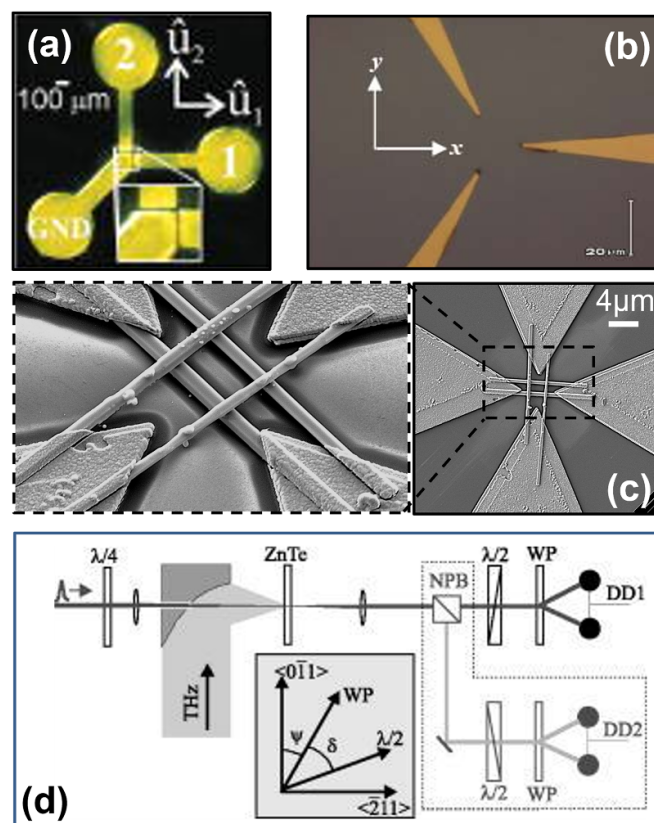 (a)
2
û2
100 μm
û1
1
GND
(b)
y
x
20 μm
4μm
(c)
λ/4
ZnTe
λ/2
WP
NPB
DD1
THz
<01̄1>
WP
ψ
δ
λ/2
<2̄11>
DD2
λ/2
WP
(d)